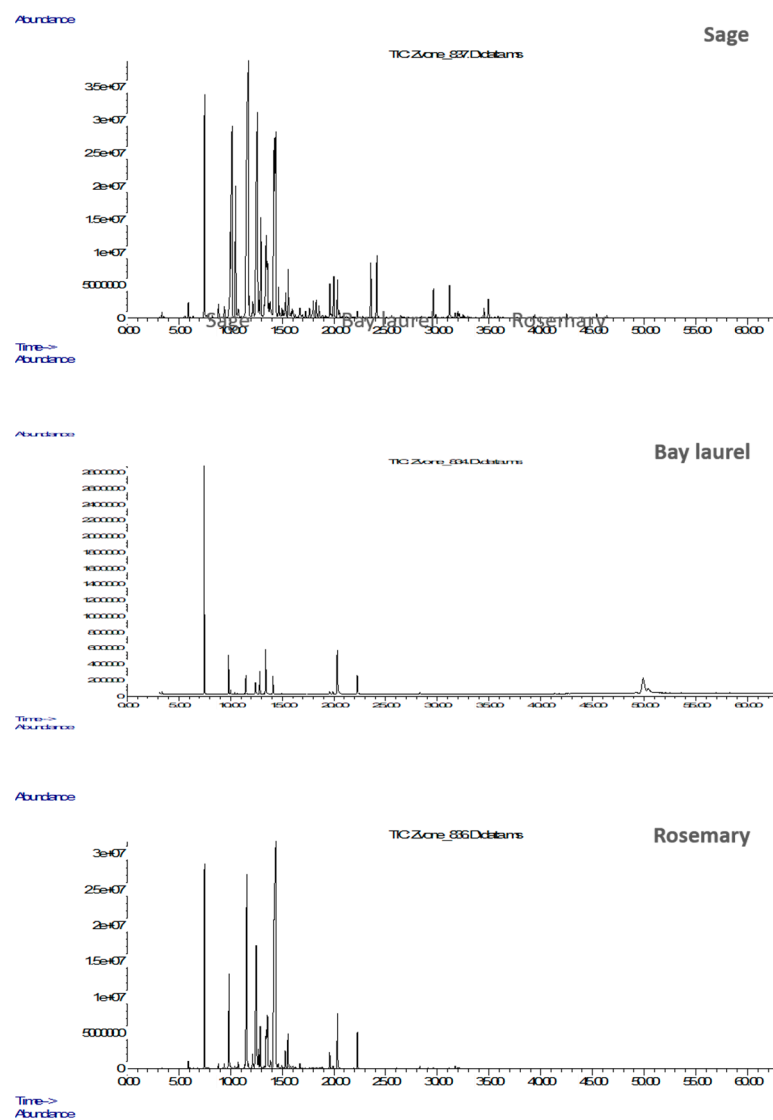 Abundance
Sage
TIC: Zvone_837.D\data.ms
3.5e+07
3e+07
2.5e+07
2e+07
1.5e+07
1e+07
5000000
0
0.00 5.00 10.00 15.00 20.00 25.00 30.00 35.00 40.00 45.00 50.00 55.00 60.00
Sage Bay laurel Rosemary
Time-->
Abundance
Abundance
Bay laurel
TIC: Zvone_834.D\data.ms
2800000
2600000
2400000
2200000
2000000
1800000
1600000
1400000
1200000
1000000
800000
600000
400000
200000
0
0.00 5.00 10.00 15.00 20.00 25.00 30.00 35.00 40.00 45.00 50.00 55.00 60.00
Time-->
Abundance
Abundance
Rosemary
TIC: Zvone_836.D\data.ms
3e+07
2.5e+07
2e+07
1.5e+07
1e+07
5000000
0
0.00 5.00 10.00 15.00 20.00 25.00 30.00 35.00 40.00 45.00 50.00 55.00 60.00
Time-->
Abundance